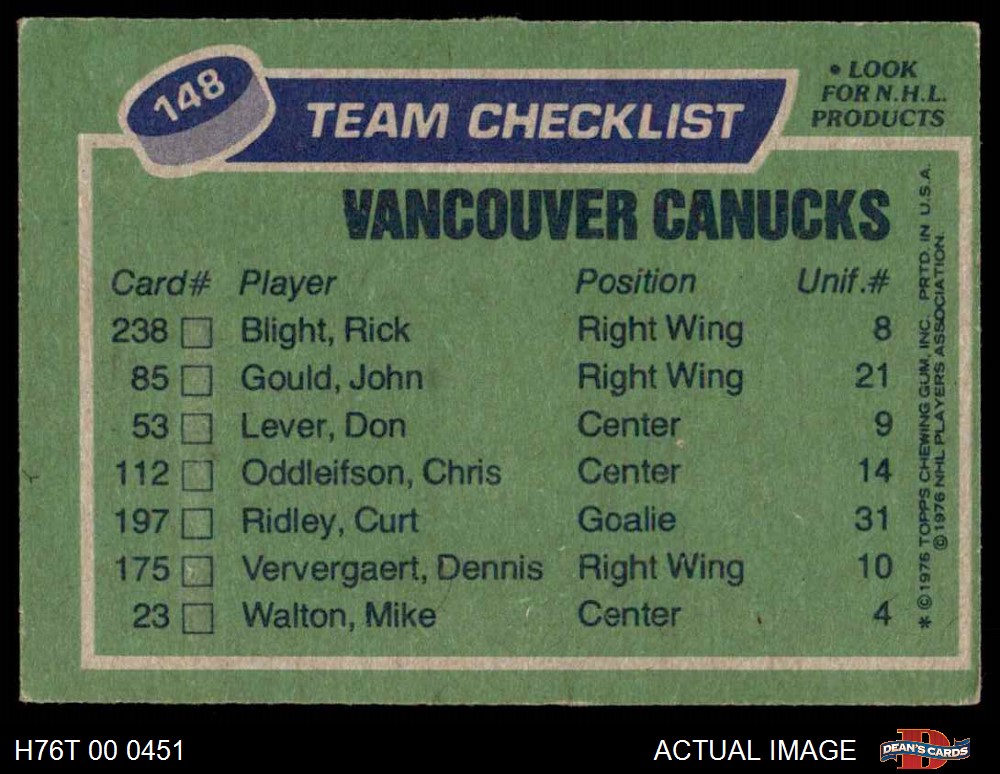 148
TEAM CHECKLIST
• LOOK
FOR N.H.L.
PRODUCTS
VANCOUVER CANUCKS
Card# Player Position Unif.#
238 Blight, Rick Right Wing 8
85 Gould, John Right Wing 21
53 Lever, Don Center 9
112 Oddleifson, Chris Center 14
197 Ridley, Curt Goalie 31
175 Ververgaert, Dennis Right Wing 10
23 Walton, Mike Center 4
* © 1976 TOPPS CHEWING GUM, INC. PRTD. IN U.S.A.
© 1976 NHL PLAYERS ASSOCIATION.
H76T 00 0451
ACTUAL IMAGE
D
DEAN'S CARDS